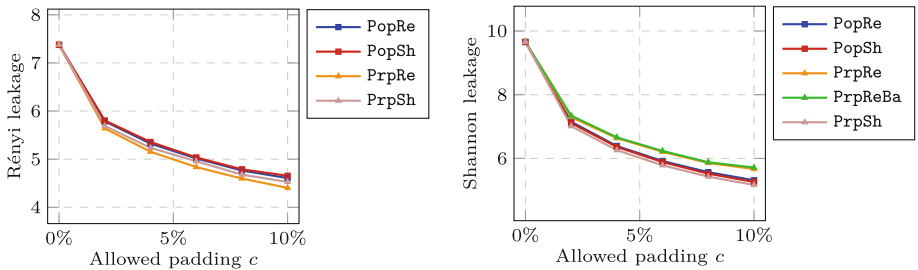 8
7
6
5
4
0%
5%
10%
Rényi leakage
Allowed padding c
PopRe
PopSh
PrpRe
PrpSh
10
8
6
0%
5%
10%
Shannon leakage
Allowed padding c
PopRe
PopSh
PrpRe
PrpReBa
PrpSh